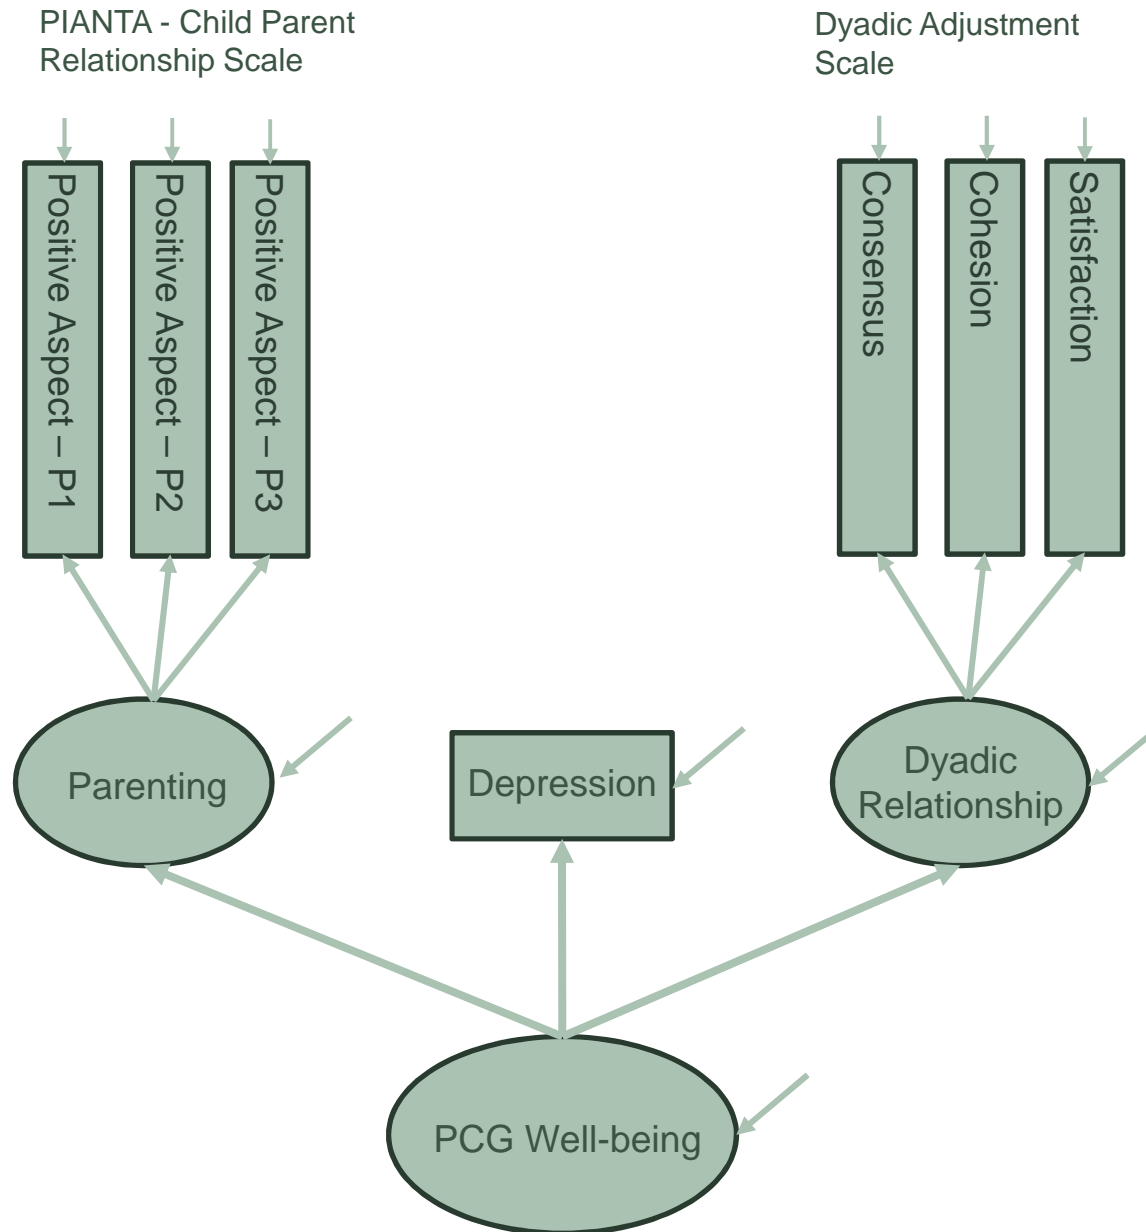 PIANTA - Child Parent
Relationship Scale
Dyadic Adjustment
Scale
Positive Aspect – P1
Positive Aspect – P2
Positive Aspect – P3
Consensus
Cohesion
Satisfaction
Parenting
Depression
Dyadic
Relationship
PCG Well-being